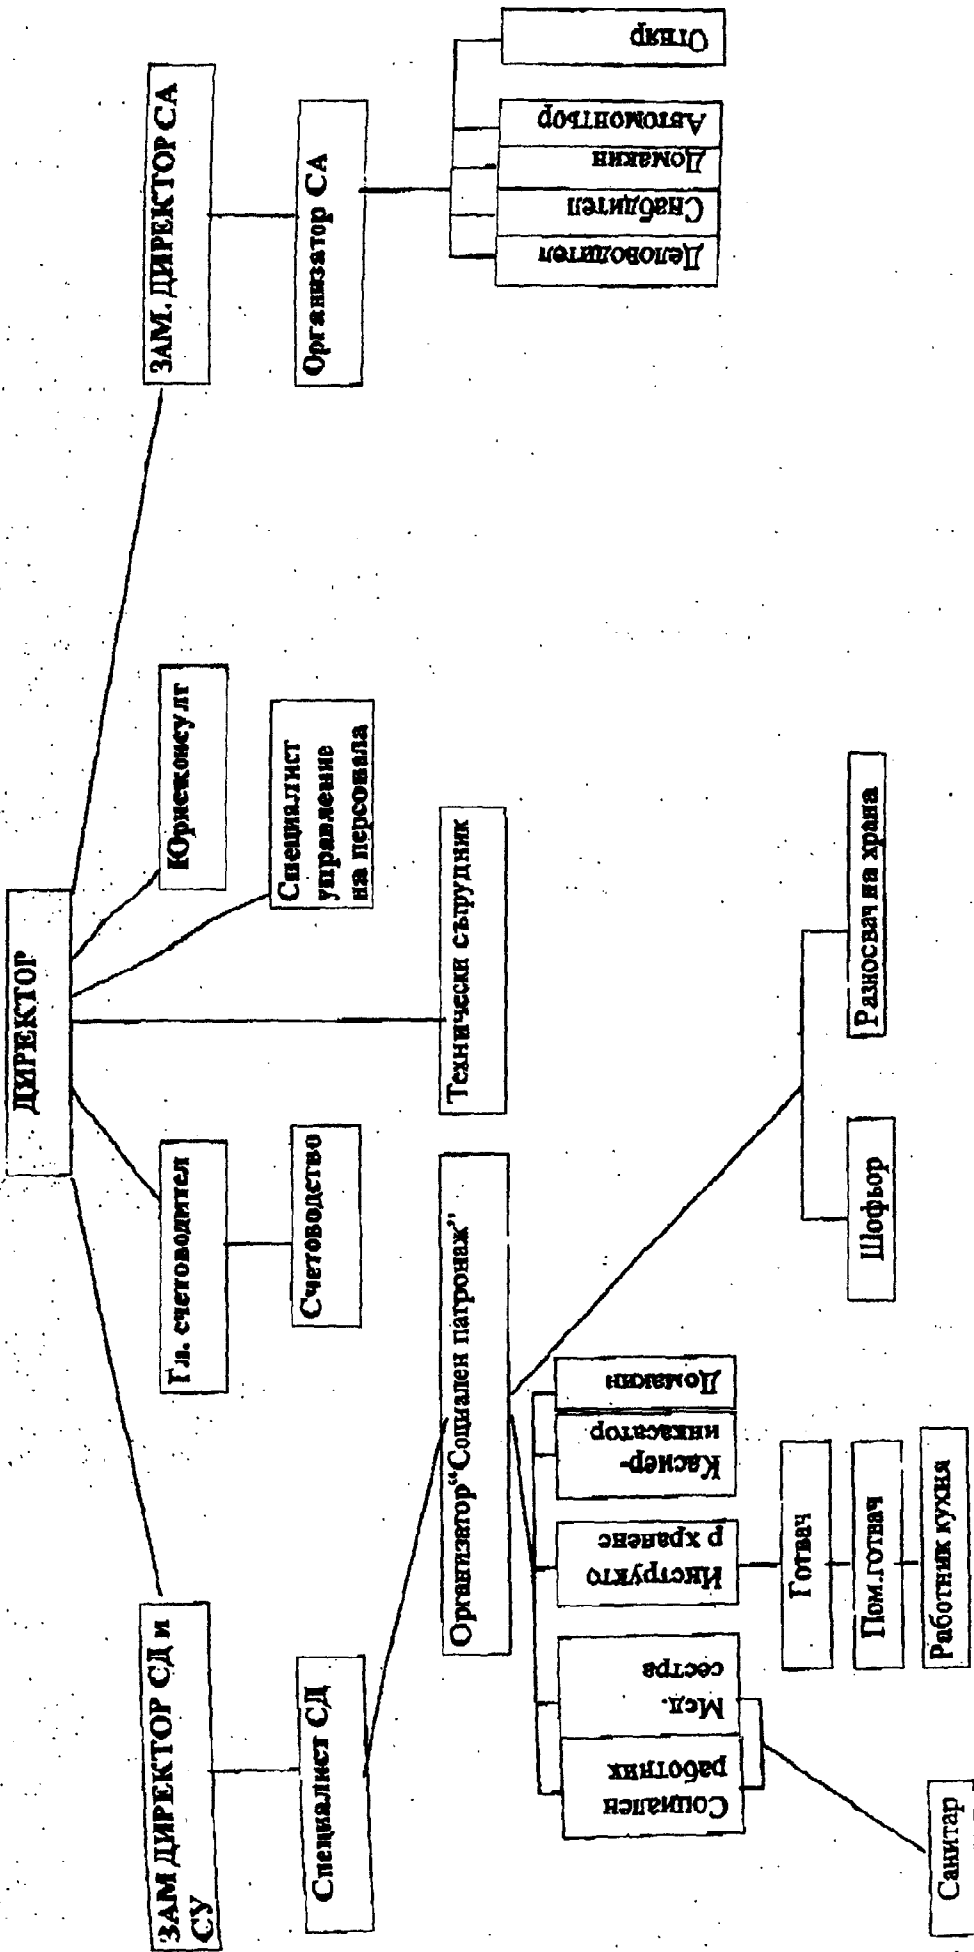 ДИРЕКТОР
ЗАМ ДИРЕКТОР СД и
СУ
Гл. счетоводител
Юрисконсулт
ЗАМ. ДИРЕКТОР СА
Специалист СД
Счетоводство
Специалист
управление
на персонала
Организатор СА
Организатор“Социален патронаж”
Технически сътрудник
Деловодител
Снабдител
Домакин
Автомонтьор
Огняр
Социален
работник
Мед.
сестра
Инструкто
р хранене
Касиер-
инкасатор
Домакин
Готвач
Пом.готвач
Работник кухня
Шофьор
Разносвач на храна
Санитар